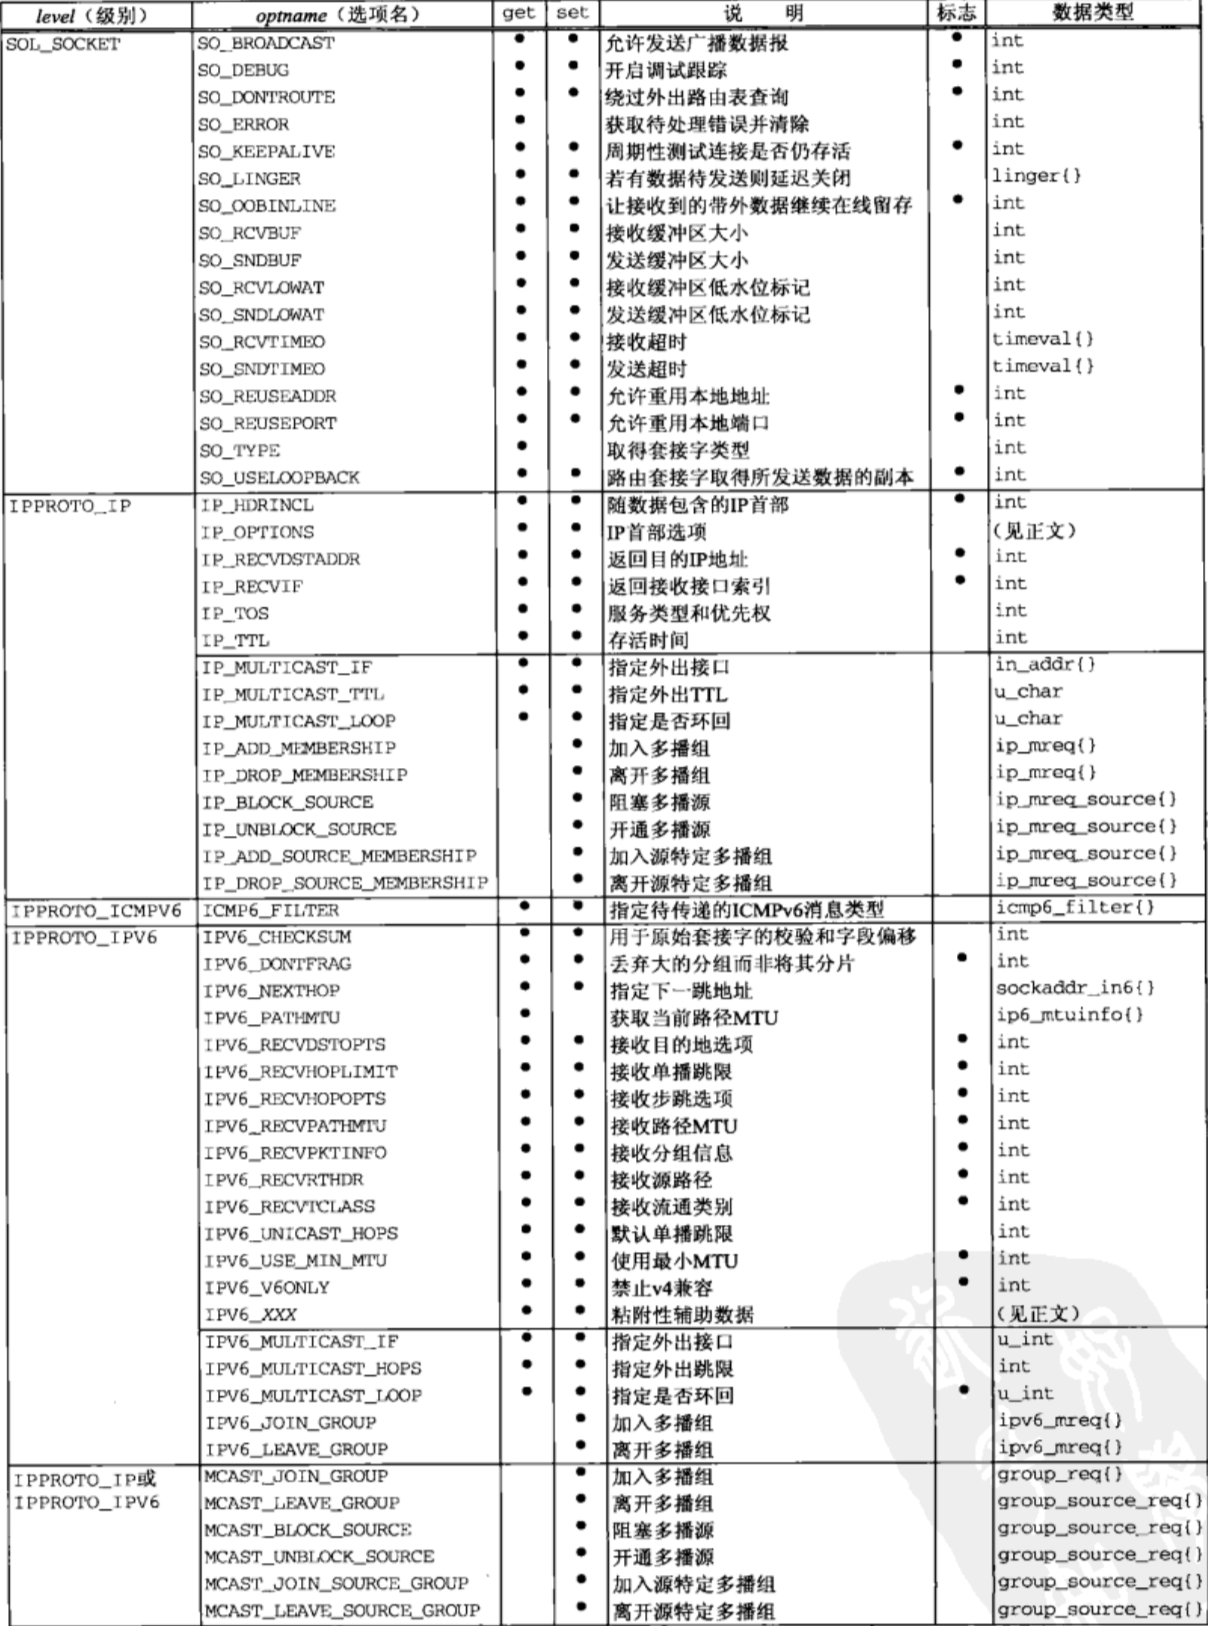 level（级别） optname（选项名） get set 说 明 标志 数据类型
SOL_SOCKET SO_BROADCAST • • 允许发送广播数据报 • int
SO_DEBUG • • 开启调试跟踪 • int
SO_DONTROUTE • • 绕过外出路由表查询 • int
SO_ERROR • 获取待处理错误并清除 int
SO_KEEPALIVE • • 周期性测试连接是否仍存活 • int
SO_LINGER • • 若有数据待发送则延迟关闭 linger{}
SO_OOBINLINE • • 让接收到的带外数据继续在线留存 • int
SO_RCVBUF • • 接收缓冲区大小 int
SO_SNDBUF • • 发送缓冲区大小 int
SO_RCVLOWAT • • 接收缓冲区低水位标记 int
SO_SNDLOWAT • • 发送缓冲区低水位标记 int
SO_RCVTIMEO • • 接收超时 timeval{}
SO_SNDTIMEO • • 发送超时 timeval{}
SO_REUSEADDR • • 允许重用本地地址 • int
SO_REUSEPORT • • 允许重用本地端口 • int
SO_TYPE • 取得套接字类型 int
SO_USELOOPBACK • • 路由套接字取得所发送数据的副本 • int
IPPROTO_IP IP_HDRINCL • • 随数据包含的IP首部 • int
IP_OPTIONS • • IP首部选项 （见正文）
IP_RECVDSTADDR • • 返回目的IP地址 • int
IP_RECVIF • • 返回接收接口索引 • int
IP_TOS • • 服务类型和优先权 int
IP_TTL • • 存活时间 int
IP_MULTICAST_IF • • 指定外出接口 in_addr{}
IP_MULTICAST_TTL • • 指定外出TTL u_char
IP_MULTICAST_LOOP • • 指定是否环回 u_char
IP_ADD_MEMBERSHIP • 加入多播组 ip_mreq{}
IP_DROP_MEMBERSHIP • 离开多播组 ip_mreq{}
IP_BLOCK_SOURCE • 阻塞多播源 ip_mreq_source{}
IP_UNBLOCK_SOURCE • 开通多播源 ip_mreq_source{}
IP_ADD_SOURCE_MEMBERSHIP • 加入源特定多播组 ip_mreq_source{}
IP_DROP_SOURCE_MEMBERSHIP • 离开源特定多播组 ip_mreq_source{}
IPPROTO_ICMPV6 ICMP6_FILTER • • 指定待传递的ICMPv6消息类型 icmp6_filter{}
IPPROTO_IPV6 IPV6_CHECKSUM • • 用于原始套接字的校验和字段偏移 int
IPV6_DONTFRAG • • 丢弃大的分组而非将其分片 • int
IPV6_NEXTHOP • • 指定下一跳地址 sockaddr_in6{}
IPV6_PATHMTU • 获取当前路径MTU ip6_mtuinfo{}
IPV6_RECVDSTOPTS • • 接收目的地选项 • int
IPV6_RECVHOPLIMIT • • 接收单播跳限 • int
IPV6_RECVHOPOPTS • • 接收步跳选项 • int
IPV6_RECVPATHMTU • • 接收路径MTU • int
IPV6_RECVPKTINFO • • 接收分组信息 • int
IPV6_RECVRTHDR • • 接收源路径 • int
IPV6_RECVTCLASS • • 接收流通类别 • int
IPV6_UNICAST_HOPS • • 默认单播跳限 int
IPV6_USE_MIN_MTU • • 使用最小MTU • int
IPV6_V6ONLY • • 禁止v4兼容 • int
IPV6_XXX • • 粘附性辅助数据 （见正文）
IPV6_MULTICAST_IF • • 指定外出接口 u_int
IPV6_MULTICAST_HOPS • • 指定外出跳限 int
IPV6_MULTICAST_LOOP • • 指定是否环回 • u_int
IPV6_JOIN_GROUP • 加入多播组 ipv6_mreq{}
IPV6_LEAVE_GROUP • 离开多播组 ipv6_mreq{}
IPPROTO_IP或 MCAST_JOIN_GROUP • 加入多播组 group_req{}
IPPROTO_IPV6 MCAST_LEAVE_GROUP • 离开多播组 group_source_req{}
MCAST_BLOCK_SOURCE • 阻塞多播源 group_source_req{}
MCAST_UNBLOCK_SOURCE • 开通多播源 group_source_req{}
MCAST_JOIN_SOURCE_GROUP • 加入源特定多播组 group_source_req{}
MCAST_LEAVE_SOURCE_GROUP • 离开源特定多播组 group_source_req{}